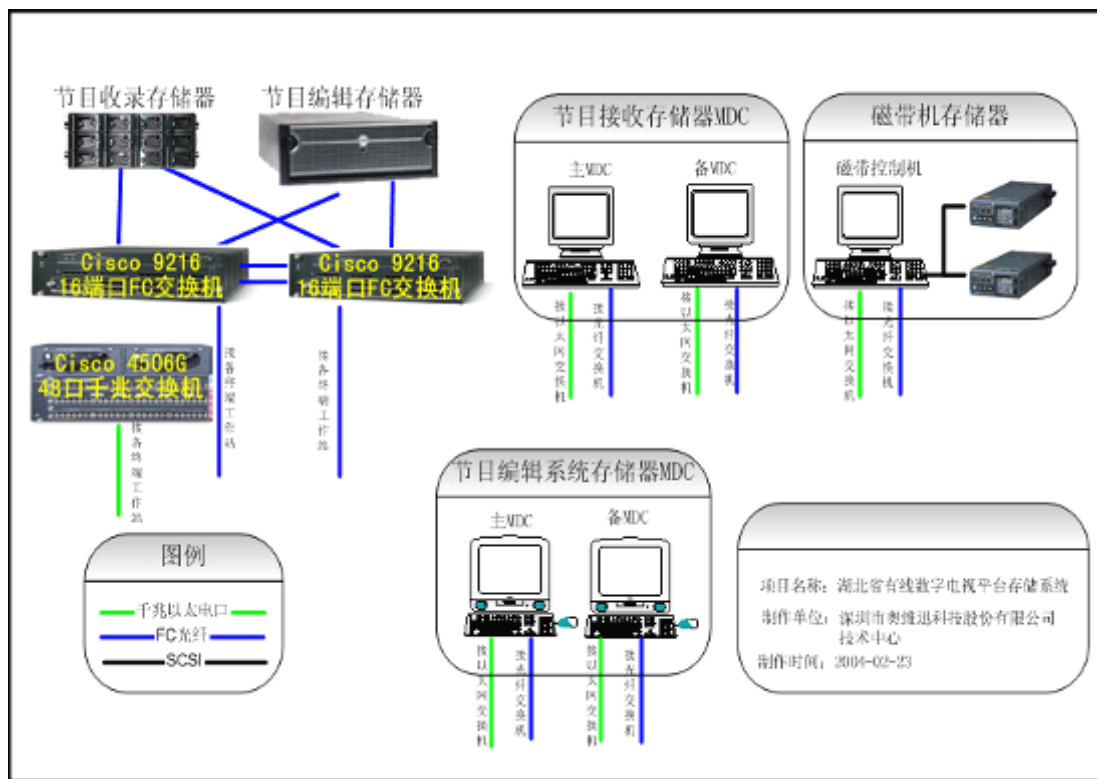 节目收录存储器
节目编辑存储器
Cisco 9216
16端口FC交换机
Cisco 9216
16端口FC交换机
Cisco 4506G
48口千兆交换机
接各终端工作站
接各终端工作站
接各终端工作站
节目接收存储器MDC
主MDC
备MDC
接以太网交换机
接光纤交换机
接以太网交换机
接光纤交换机
磁带机存储器
磁带控制机
接以太网交换机
接光纤交换机
节目编辑系统存储器MDC
主MDC
备MDC
接以太网交换机
接光纤交换机
接以太网交换机
接光纤交换机
图例
千兆以太电口
FC光纤
SCSI
项目名称：湖北省有线数字电视平台存储系统
制作单位：深圳市奥维迅科技股份有限公司
技术中心
制作时间：2004-02-23